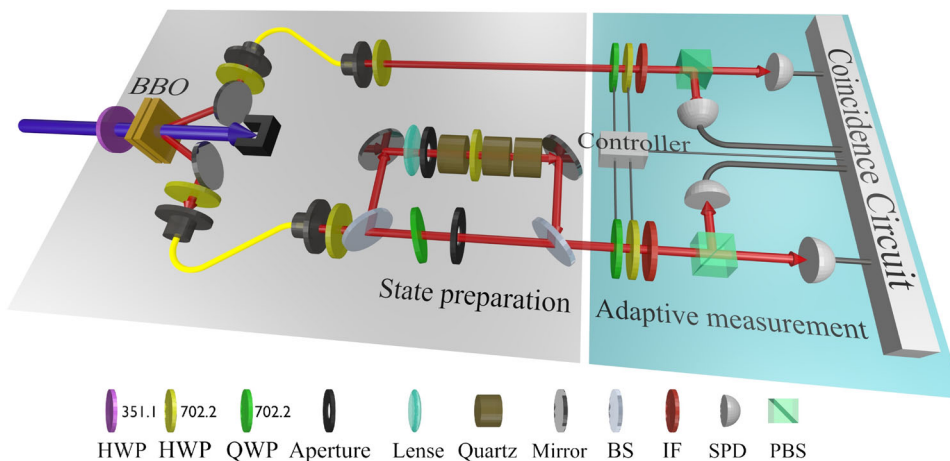 BBO
Controller
Coincidence Circuit
State preparation
Adaptive measurement
351.1 702.2 702.2
HWP HWP QWP Aperture Lense Quartz Mirror BS IF SPD PBS